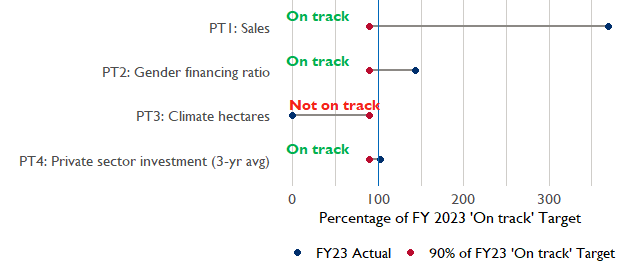 On track
PT1: Sales
On track
PT2: Gender financing ratio
Not on track
PT3: Climate hectares
On track
PT4: Private sector investment (3-yr avg)
0 100 200 300
Percentage of FY 2023 'On track' Target
FY23 Actual 90% of FY23 'On track' Target